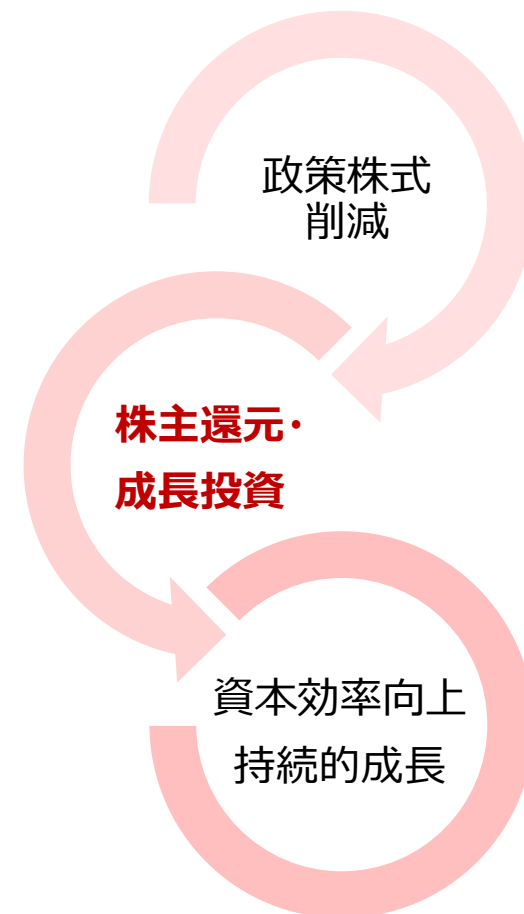 政策株式
削減
株主還元・
成長投資
資本効率向上
持続的成長